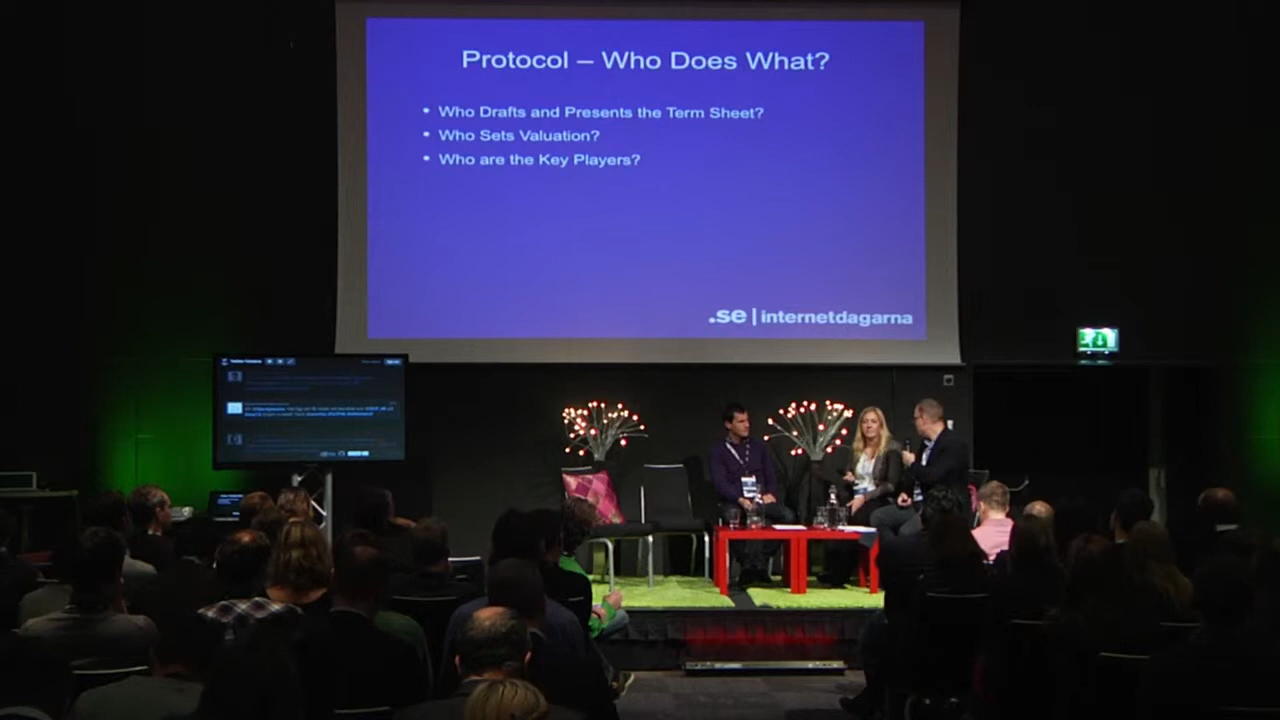 Protocol – Who Does What?
• Who Drafts and Presents the Term Sheet?
• Who Sets Valuation?
• Who are the Key Players?
.se | internetdagarna